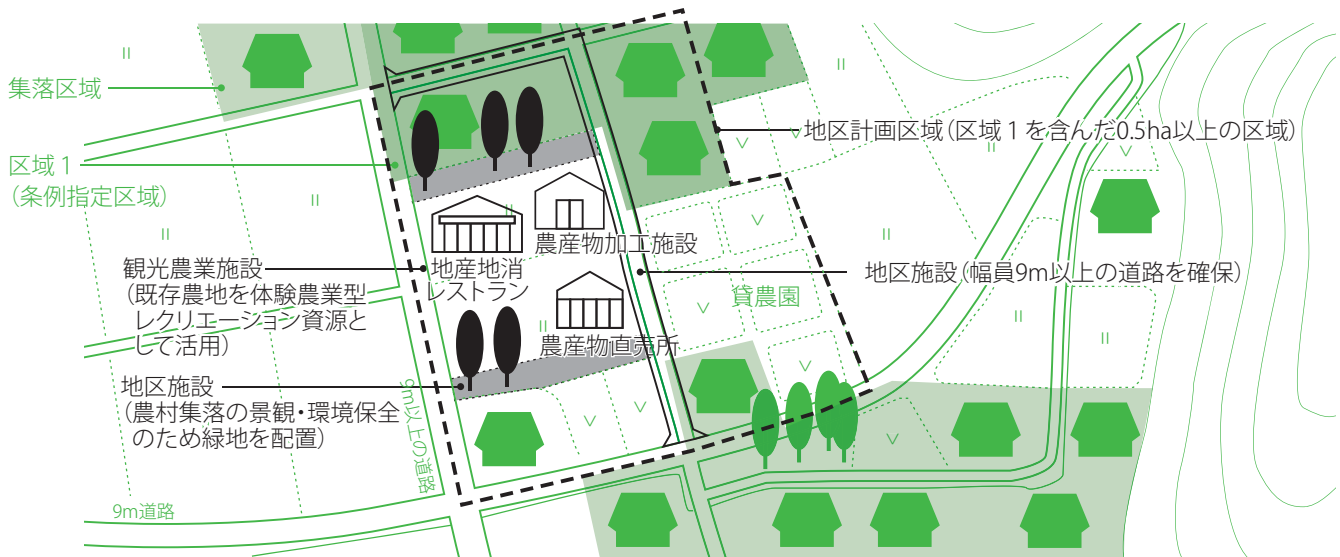 集落区域
区域1
(条例指定区域)
観光農業施設
(既存農地を体験農業型
レクリエーション資源と
して活用)
地区施設
(農村集落の景観・環境保全
のため緑地を配置)
9m道路
9m以上の道路
地産地消
レストラン
農産物加工施設
農産物直売所
貸農園
地区計画区域(区域1を含んだ0.5ha以上の区域)
地区施設(幅員9m以上の道路を確保)